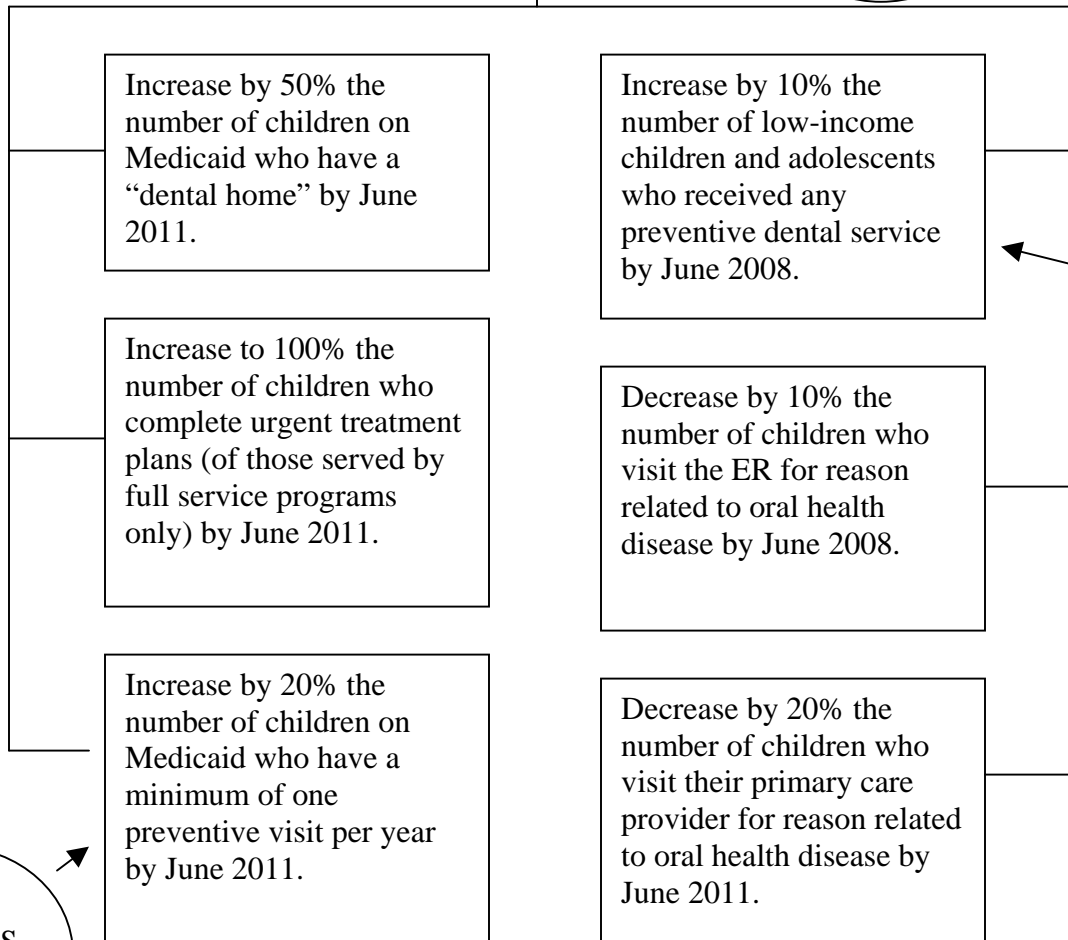 Increase by 50% the
number of children on
Medicaid who have a
“dental home” by June
2011.
Increase to 100% the
number of children who
complete urgent treatment
plans (of those served by
full service programs
only) by June 2011.
Increase by 20% the
number of children on
Medicaid who have a
minimum of one
preventive visit per year
by June 2011.
Increase by 10% the
number of low-income
children and adolescents
who received any
preventive dental service
by June 2008.
Decrease by 10% the
number of children who
visit the ER for reason
related to oral health
disease by June 2008.
Decrease by 20% the
number of children who
visit their primary care
provider for reason related
to oral health disease by
June 2011.